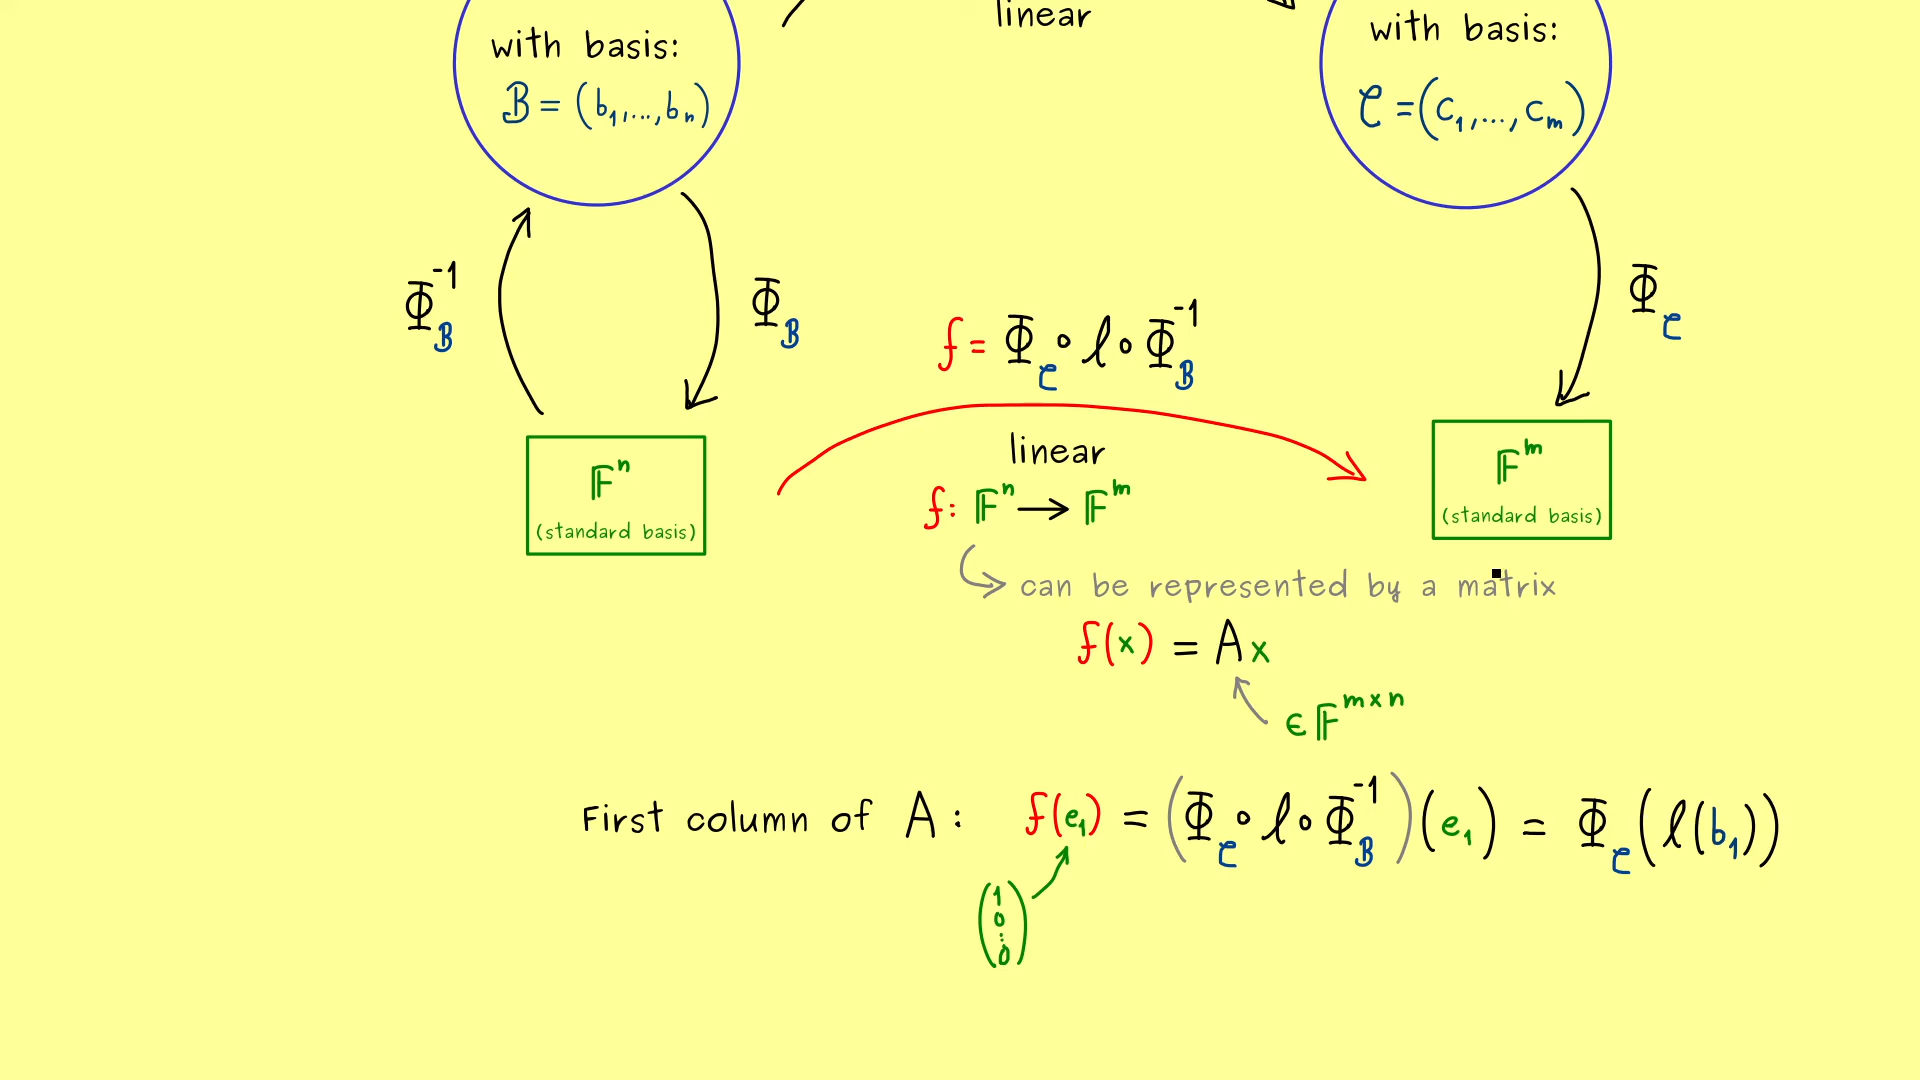 linear
with basis:
B = (b₁,...,bₙ)
with basis:
C = (c₁,...,cₘ)
Φ_B⁻¹
Φ_B
f = Φ_C ∘ l ∘ Φ_B⁻¹
Φ_C
linear
f: 𝔽ⁿ → 𝔽ᵐ
𝔽ⁿ
(standard basis)
𝔽ᵐ
(standard basis)
can be represented by a matrix
f(x) = Ax
∈ 𝔽ᵐˣⁿ
First column of A: f(e₁) = (Φ_C ∘ l ∘ Φ_B⁻¹)(e₁) = Φ_C(l(b₁))
(1
0
⋮
0)